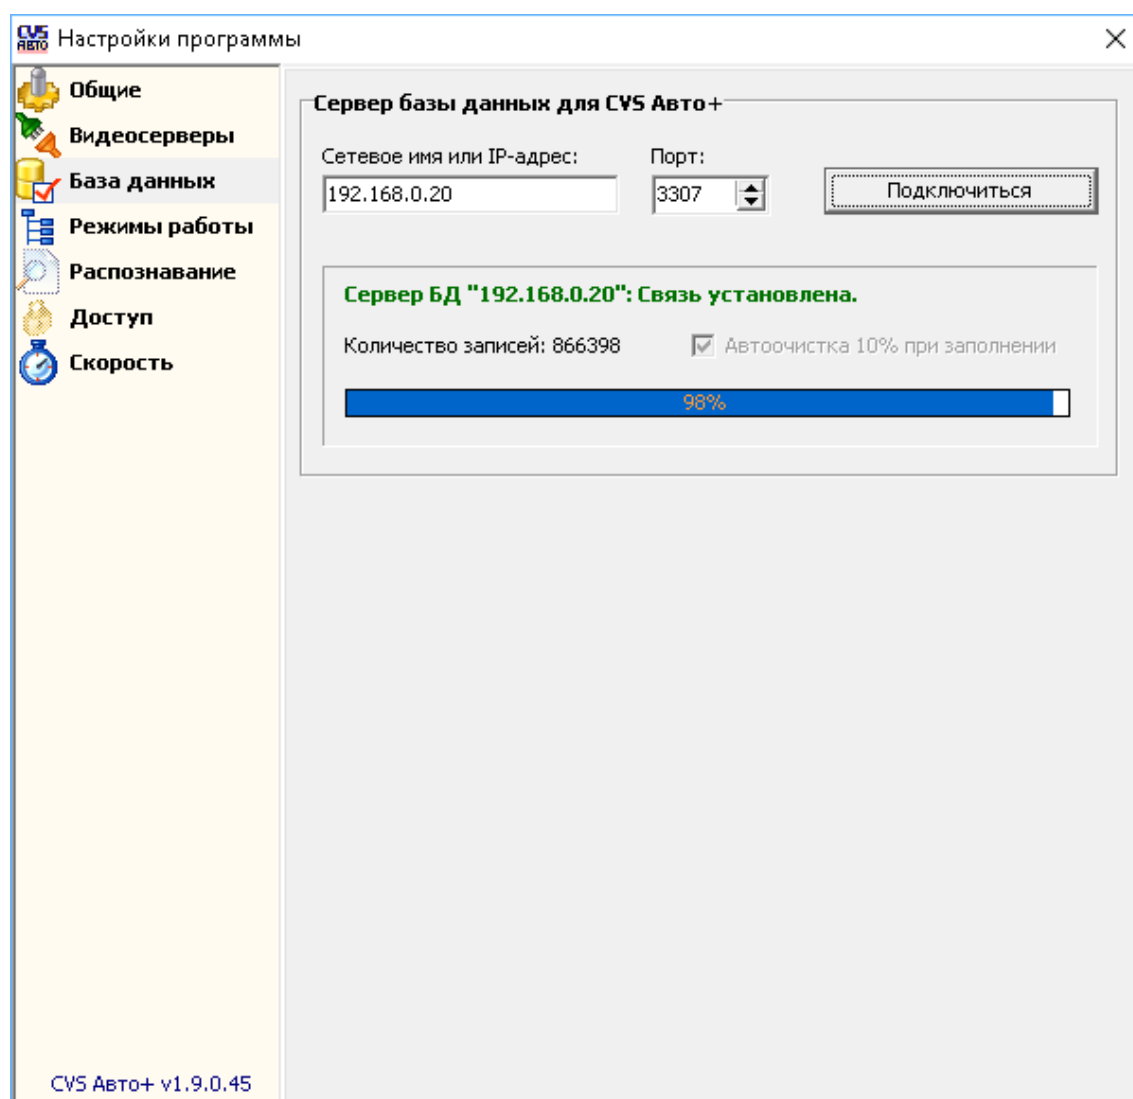 CVS АВТО Настройки программы
Общие
Видеосерверы
База данных
Режимы работы
Распознавание
Доступ
Скорость
CVS Авто+ v1.9.0.45
Сервер базы данных для CVS Авто+
Сетевое имя или IP-адрес: Порт:
192.168.0.20 3307 Подключиться
Сервер БД "192.168.0.20": Связь установлена.
Количество записей: 866398 Автоочистка 10% при заполнении
98%